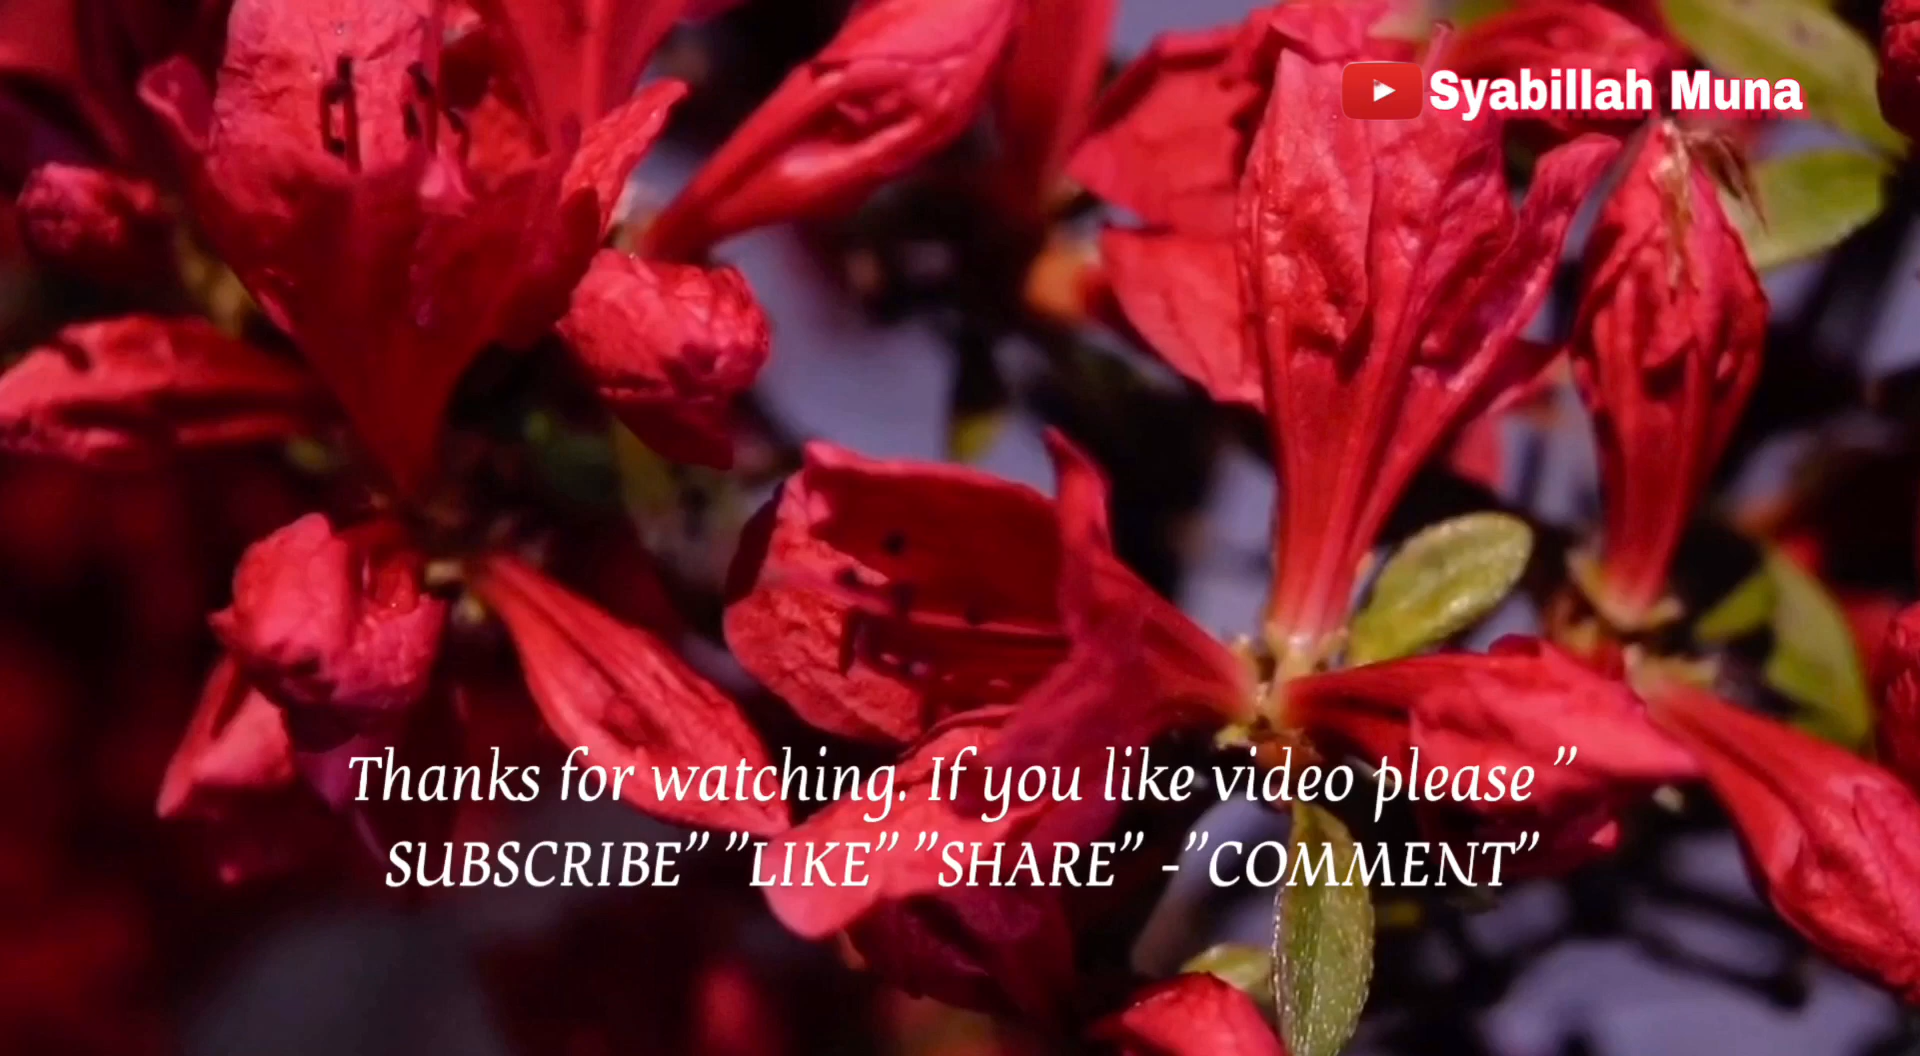 Syabillah Muna
Thanks for watching. If you like video please "
SUBSCRIBE" "LIKE" "SHARE" -"COMMENT"